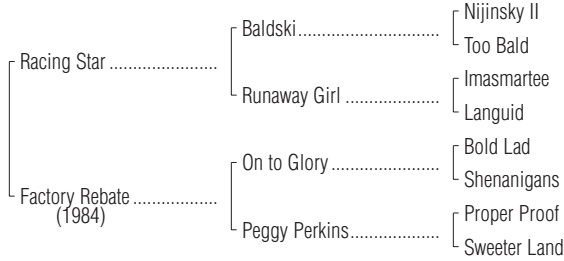 Nijinsky II
Baldski
Too Bald
Racing Star
Imasmartee
Runaway Girl
Languid
Bold Lad
On to Glory
Shenanigans
Factory Rebate
(1984)
Proper Proof
Peggy Perkins
Sweeter Land